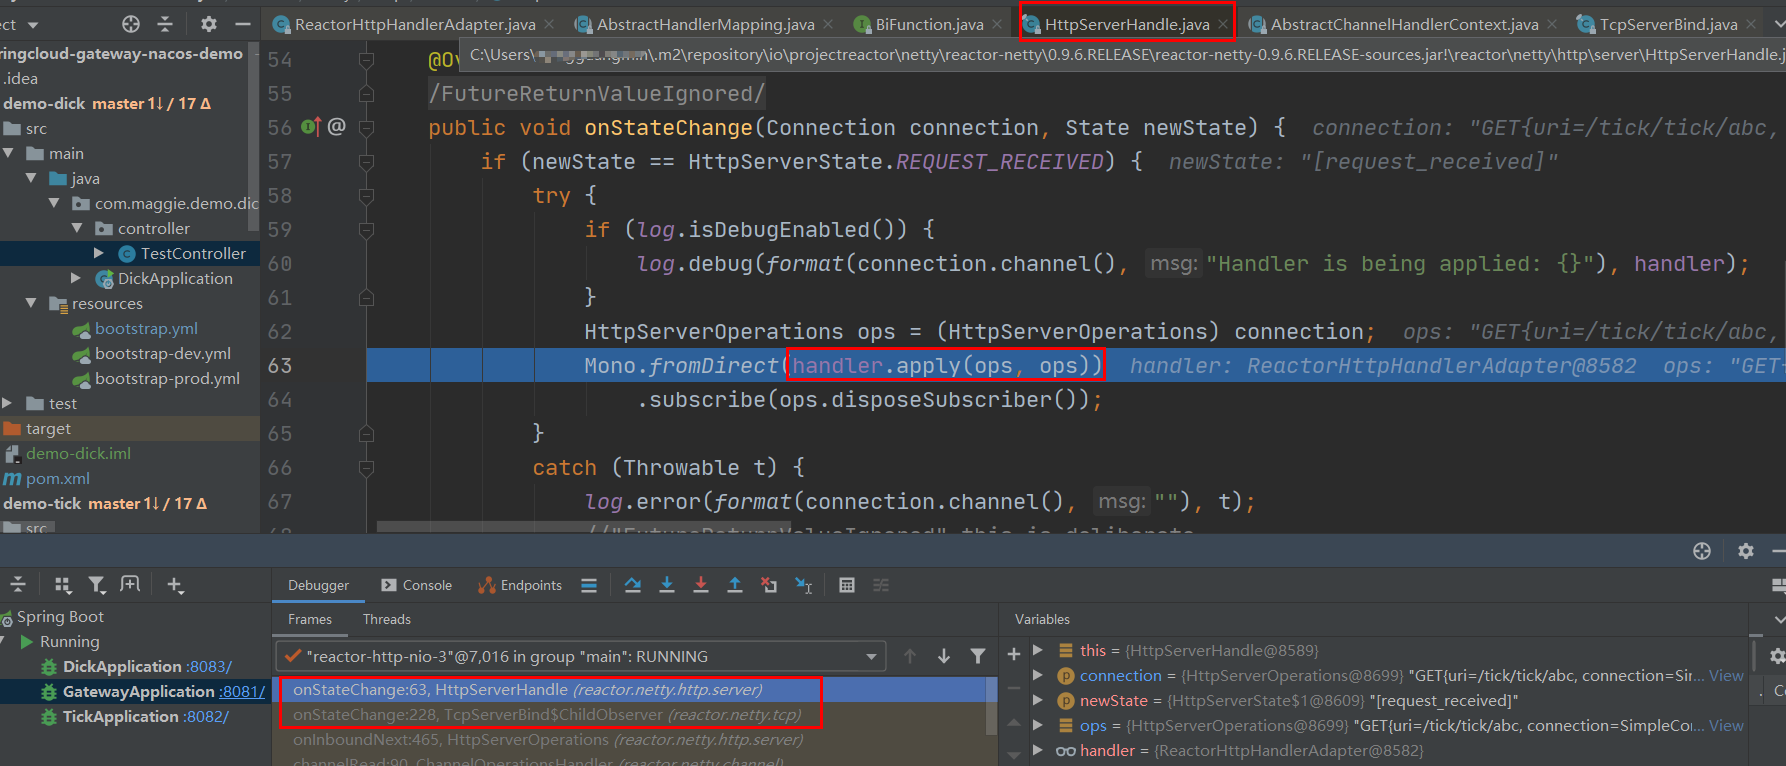 ct
ReactorHttpHandlerAdapter.java
AbstractHandlerMapping.java
BiFunction.java
HttpServerHandle.java
AbstractChannelHandlerContext.java
TcpServerBind.java
C:\Users\
\.m2\repository\io\projectreactor\netty\reactor-netty\0.9.6.RELEASE\reactor-netty-0.9.6.RELEASE-sources.jar!\reactor\netty\http\server\HttpServerHandle.j
ringcloud-gateway-nacos-demo
.idea
demo-dick master 1↓ / 17 Δ
src
main
java
com.maggie.demo.dic
controller
TestController
DickApplication
resources
bootstrap.yml
bootstrap-dev.yml
bootstrap-prod.yml
test
target
demo-dick.iml
pom.xml
demo-tick master 1↓ / 17 Δ
src
54 @Ov
55 /FutureReturnValueIgnored/
56 public void onStateChange(Connection connection, State newState) { connection: "GET{uri=/tick/tick/abc,
57 if (newState == HttpServerState.REQUEST_RECEIVED) { newState: "[request_received]"
58 try {
59 if (log.isDebugEnabled()) {
60 log.debug(format(connection.channel(), msg: "Handler is being applied: {}"), handler);
61 }
62 HttpServerOperations ops = (HttpServerOperations) connection; ops: "GET{uri=/tick/tick/abc,
63 Mono.fromDirect(handler.apply(ops, ops)) handler: ReactorHttpHandlerAdapter@8582 ops: "GET{
64 .subscribe(ops.disposeSubscriber());
65 }
66 catch (Throwable t) {
67 log.error(format(connection.channel(), msg: ""), t);
68 //"FutureReturnValueIgnored" this is deliberate
Debugger Console Endpoints
Spring Boot
Running
DickApplication :8083/
GatewayApplication :8081/
TickApplication :8082/
Frames Threads
"reactor-http-nio-3"@7,016 in group "main": RUNNING
onStateChange:63, HttpServerHandle (reactor.netty.http.server)
onStateChange:228, TcpServerBind$ChildObserver (reactor.netty.tcp)
onInboundNext:465, HttpServerOperations (reactor.netty.http.server)
channelRead:90, ChannelOperationsHandler (reactor.netty.channel)
Variables
this = {HttpServerHandle@8589}
connection = {HttpServerOperations@8699} "GET{uri=/tick/tick/abc, connection=Sir... View
newState = {HttpServerState$1@8609} "[request_received]"
ops = {HttpServerOperations@8699} "GET{uri=/tick/tick/abc, connection=SimpleCo... View
handler = {ReactorHttpHandlerAdapter@8582}
Co